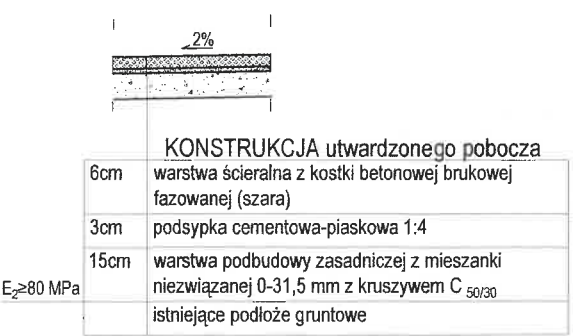 2%
KONSTRUKCJA utwardzonego pobocza
6cm warstwa ścieralna z kostki betonowej brukowej
fazowanej (szara)
3cm podsypka cementowa-piaskowa 1:4
15cm warstwa podbudowy zasadniczej z mieszanki
E₂≥80 MPa niezwiązanej 0-31,5 mm z kruszywem C 50/30
istniejące podłoże gruntowe